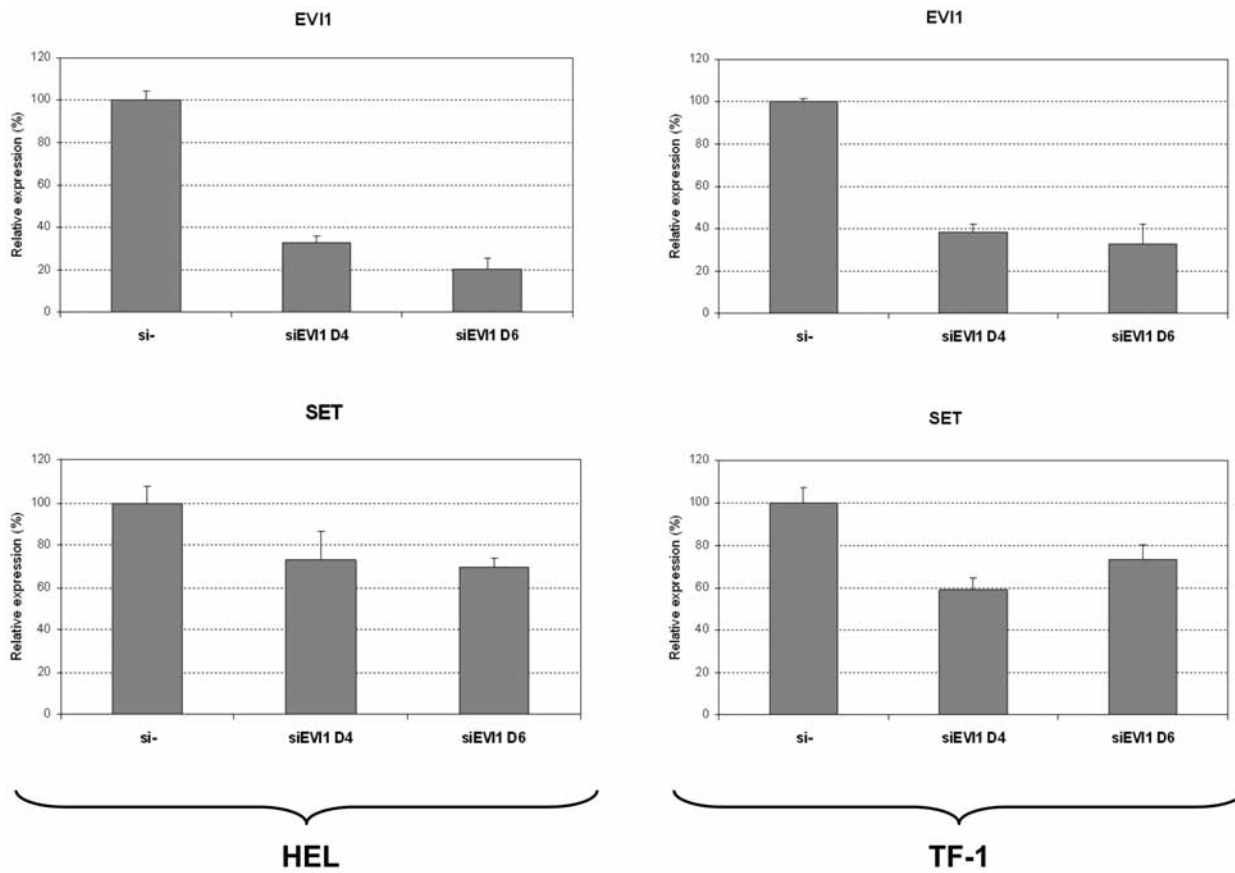 EVI1
Relative expression (%)
120
100
80
60
40
20
0
si-
siEVI1 D4
siEVI1 D6
EVI1
Relative expression (%)
120
100
80
60
40
20
0
si-
siEVI1 D4
siEVI1 D6
SET
Relative expression (%)
120
100
80
60
40
20
0
si-
siEVI1 D4
siEVI1 D6
SET
Relative expression (%)
120
100
80
60
40
20
0
si-
siEVI1 D4
siEVI1 D6
HEL
TF-1